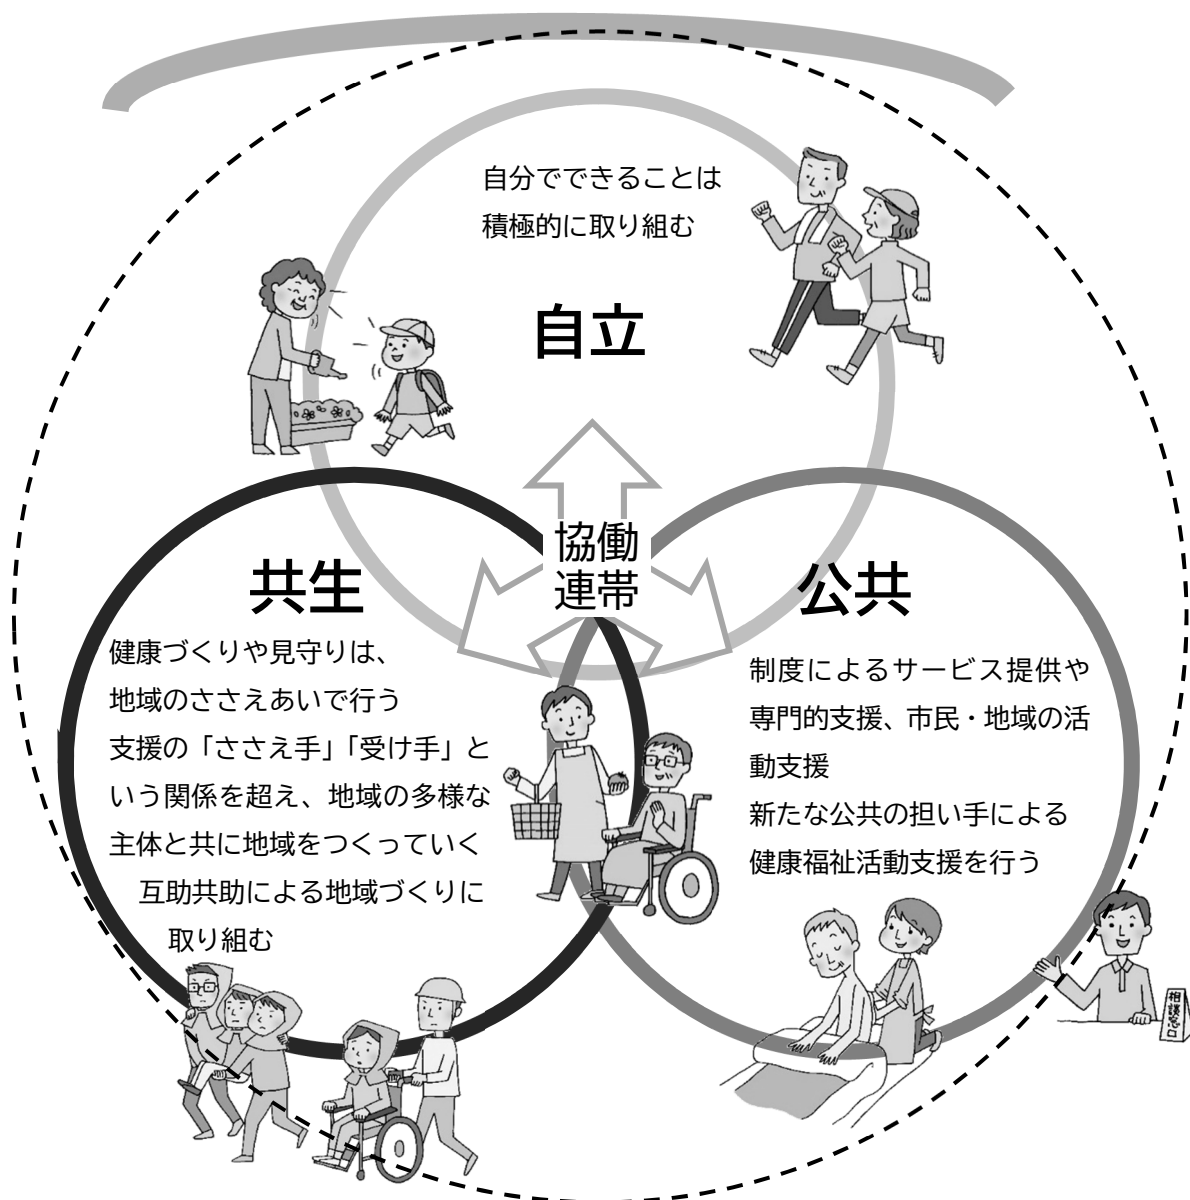 自分でできることは
積極的に取り組む
自立
協働
連帯
共生
健康づくりや見守りは、
地域のささえあいで行う
支援の「ささえ手」「受け手」と
いう関係を超え、地域の多様な
主体と共に地域をつくっていく
互助共助による地域づくりに
取り組む
公共
制度によるサービス提供や
専門的支援、市民・地域の活
動支援
新たな公共の担い手による
健康福祉活動支援を行う
相談窓口